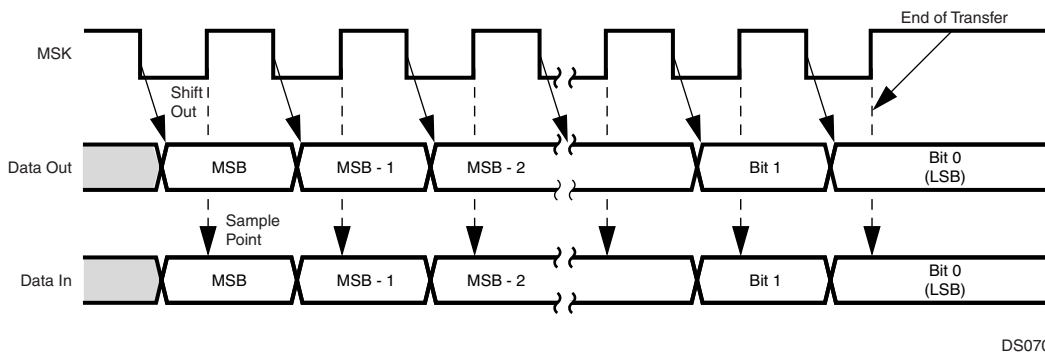 End of Transfer
MSK
Shift
Out
Data Out
MSB
MSB - 1
MSB - 2
Bit 1
Bit 0
(LSB)
Sample
Point
Data In
MSB
MSB - 1
MSB - 2
Bit 1
Bit 0
(LSB)
DS070